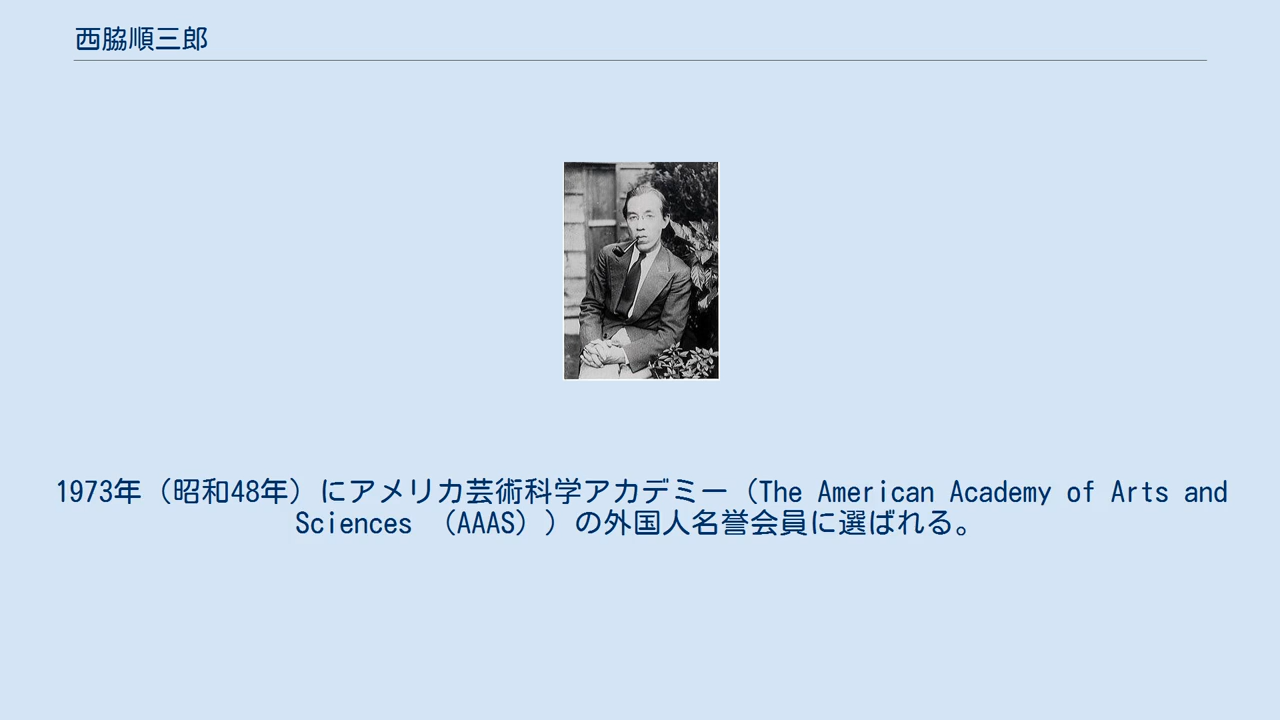 西脇順三郎
1973年（昭和48年）にアメリカ芸術科学アカデミー（The American Academy of Arts and
Sciences （AAAS））の外国人名誉会員に選ばれる。